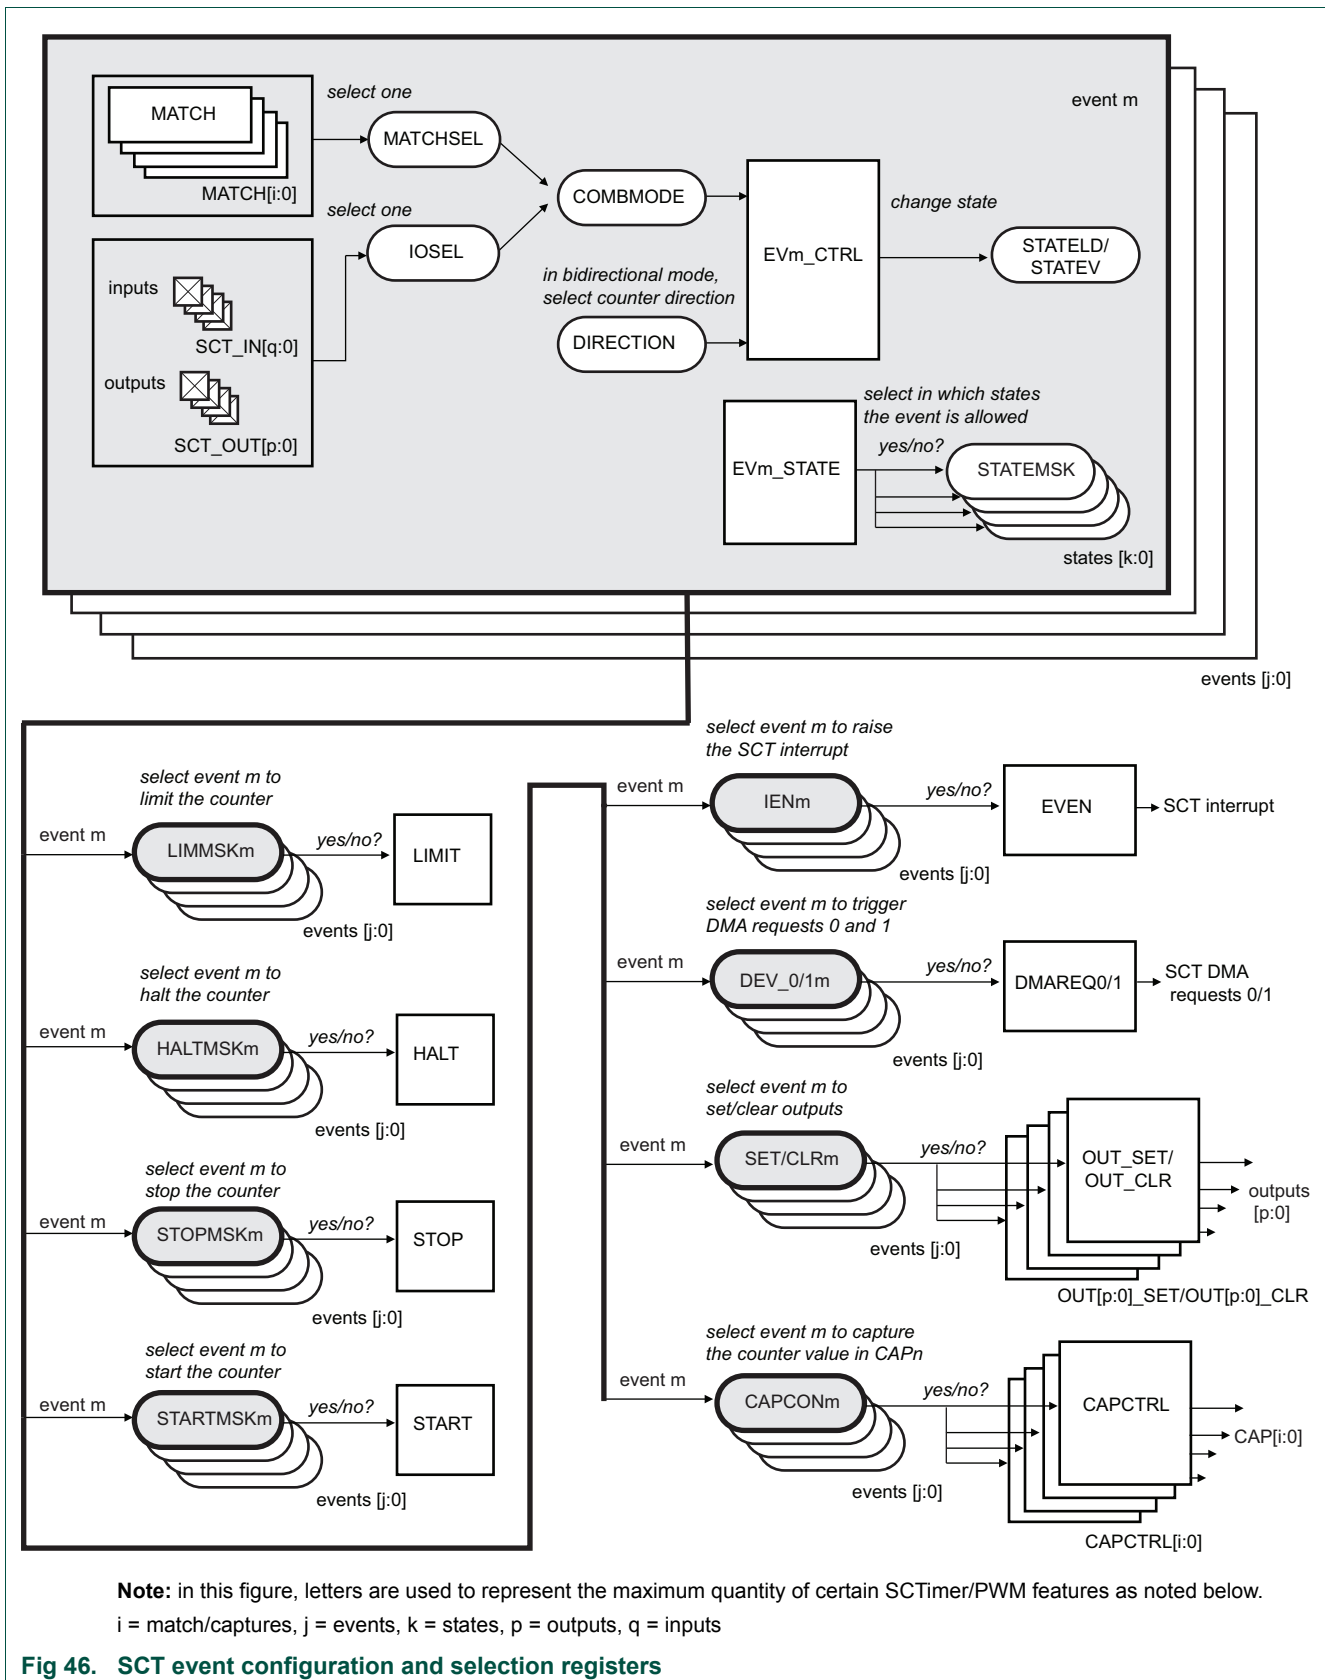 event m
MATCH
MATCH[i:0]
select one
MATCHSEL
select one
IOSEL
COMBMODE
inputs
SCT_IN[q:0]
outputs
SCT_OUT[p:0]
in bidirectional mode,
select counter direction
DIRECTION
EVm_CTRL
change state
STATELD/
STATEV
select in which states
the event is allowed
EVm_STATE
yes/no?
STATEMSK
states [k:0]
events [j:0]
select event m to
limit the counter
event m
LIMMSKm
yes/no?
LIMIT
events [j:0]
select event m to
halt the counter
event m
HALTMSKm
yes/no?
HALT
events [j:0]
select event m to
stop the counter
event m
STOPMSKm
yes/no?
STOP
events [j:0]
select event m to
start the counter
event m
STARTMSKm
yes/no?
START
events [j:0]
select event m to raise
the SCT interrupt
event m
IENm
yes/no?
EVEN
SCT interrupt
events [j:0]
select event m to trigger
DMA requests 0 and 1
event m
DEV_0/1m
yes/no?
DMAREQ0/1
SCT DMA
requests 0/1
events [j:0]
select event m to
set/clear outputs
event m
SET/CLRm
yes/no?
OUT_SET/
OUT_CLR
outputs
[p:0]
events [j:0]
OUT[p:0]_SET/OUT[p:0]_CLR
select event m to capture
the counter value in CAPn
event m
CAPCONm
yes/no?
CAPCTRL
CAP[i:0]
events [j:0]
CAPCTRL[i:0]
Note: in this figure, letters are used to represent the maximum quantity of certain SCTimer/PWM features as noted below.
i = match/captures, j = events, k = states, p = outputs, q = inputs
Fig 46. SCT event configuration and selection registers